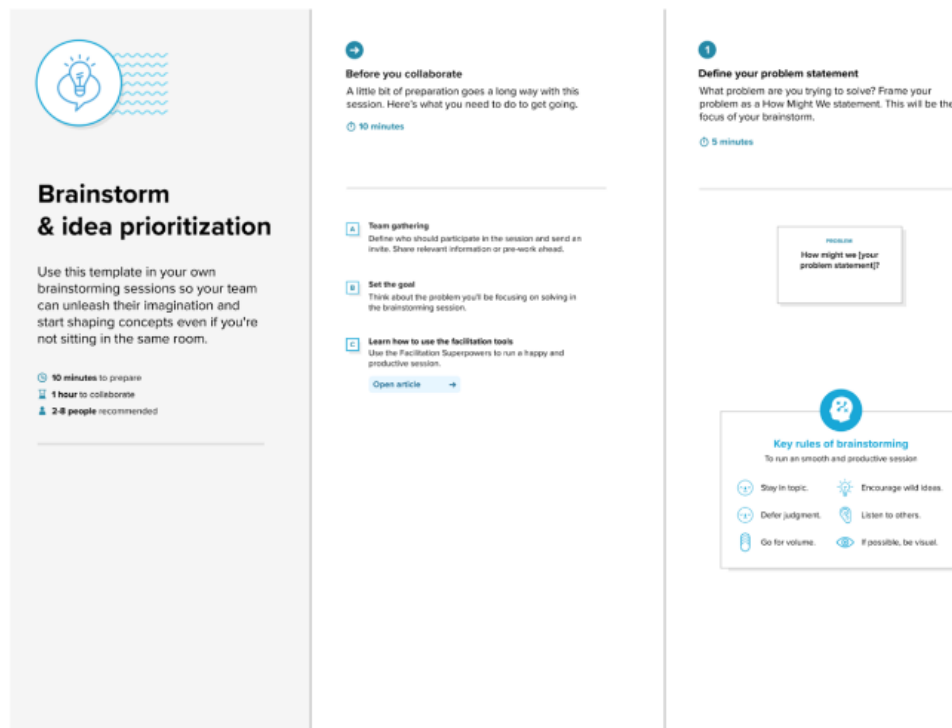 Brainstorm
& idea prioritization
Use this template in your own
brainstorming sessions so your team
can unleash their imagination and
start shaping concepts even if you're
not sitting in the same room.
10 minutes to prepare
1 hour to collaborate
2-8 people recommended
Before you collaborate
A little bit of preparation goes a long way with this
session. Here's what you need to do to get going.
10 minutes
A
Team gathering
Define who should participate in the session and send an
invite. Share relevant information or pre-work ahead.
B
Set the goal
Think about the problem you'll be focusing on solving in
the brainstorming session.
C
Learn how to use the facilitation tools
Use the Facilitation Superpowers to run a happy and
productive session.
Open article
1
Define your problem statement
What problem are you trying to solve? Frame your
problem as a How Might We statement. This will be the
focus of your brainstorm.
5 minutes
PROBLEM
How might we [your
problem statement]?
Key rules of brainstorming
To run an smooth and productive session
Stay in topic.
Encourage wild ideas.
Defer judgment.
Listen to others.
Go for volume.
If possible, be visual.